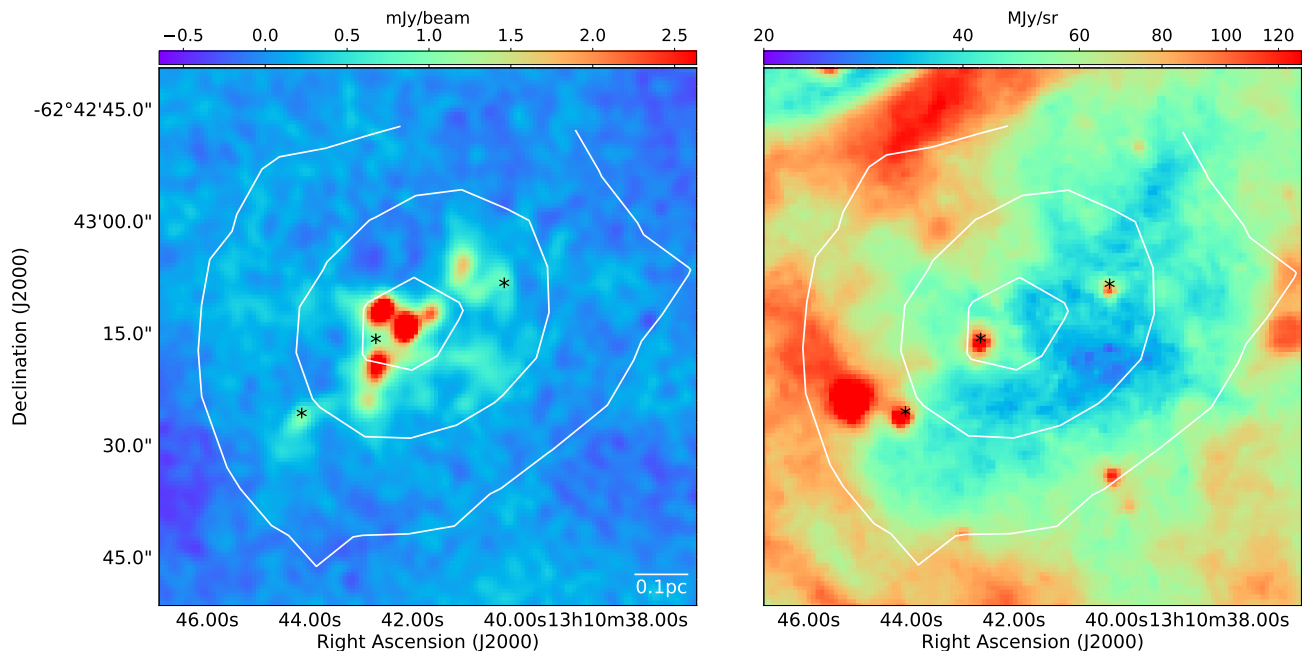 mJy/beam
−0.5 0.0 0.5 1.0 1.5 2.0 2.5
MJy/sr
20 40 60 80 100 120
Declination (J2000)
-62°42'45.0"
43'00.0"
15.0"
30.0"
45.0"
* * *
0.1pc
* * *
46.00s 44.00s 42.00s 40.00s13h10m38.00s
Right Ascension (J2000)
46.00s 44.00s 42.00s 40.00s13h10m38.00s
Right Ascension (J2000)